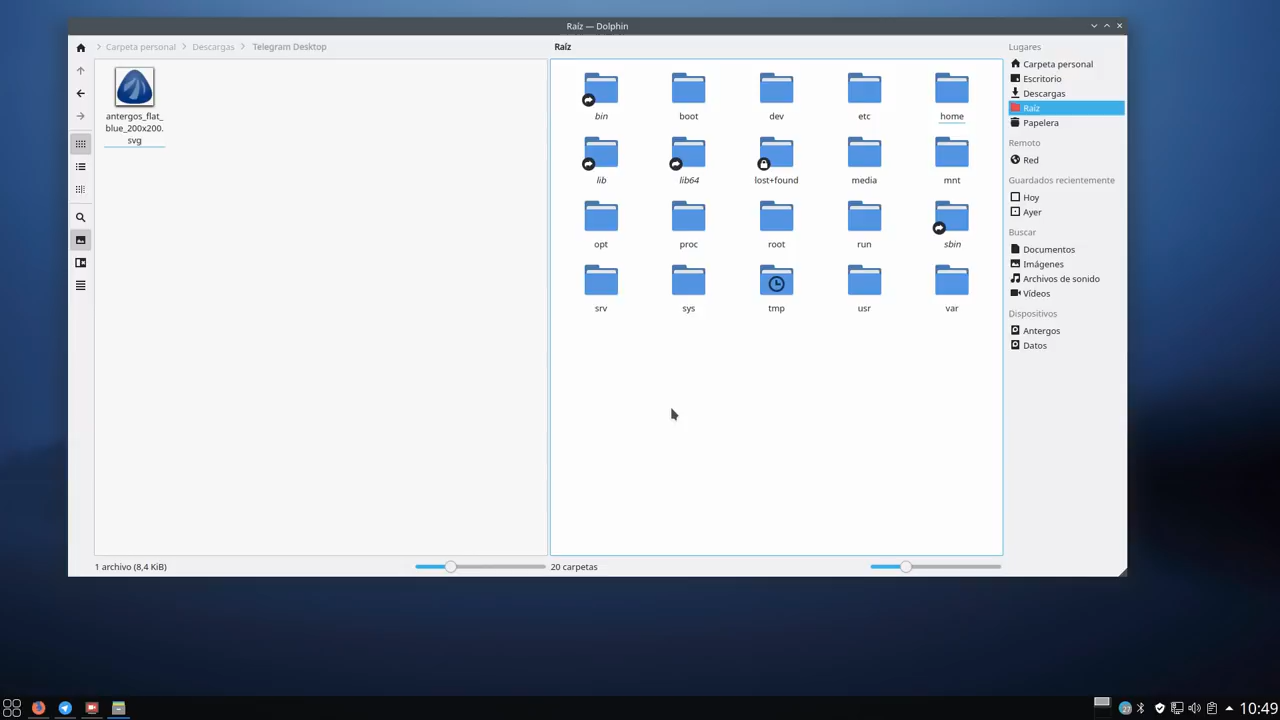 Raíz — Dolphin
Carpeta personal Descargas Telegram Desktop
Raíz
antergos_flat_
blue_200x200.
svg
bin boot dev etc home
lib lib64 lost+found media mnt
opt proc root run sbin
srv sys tmp usr var
1 archivo (8,4 KiB)
20 carpetas
Lugares
Carpeta personal
Escritorio
Descargas
Raíz
Papelera
Remoto
Red
Guardados recientemente
Hoy
Ayer
Buscar
Documentos
Imágenes
Archivos de sonido
Vídeos
Dispositivos
Antergos
Datos
27
10:49